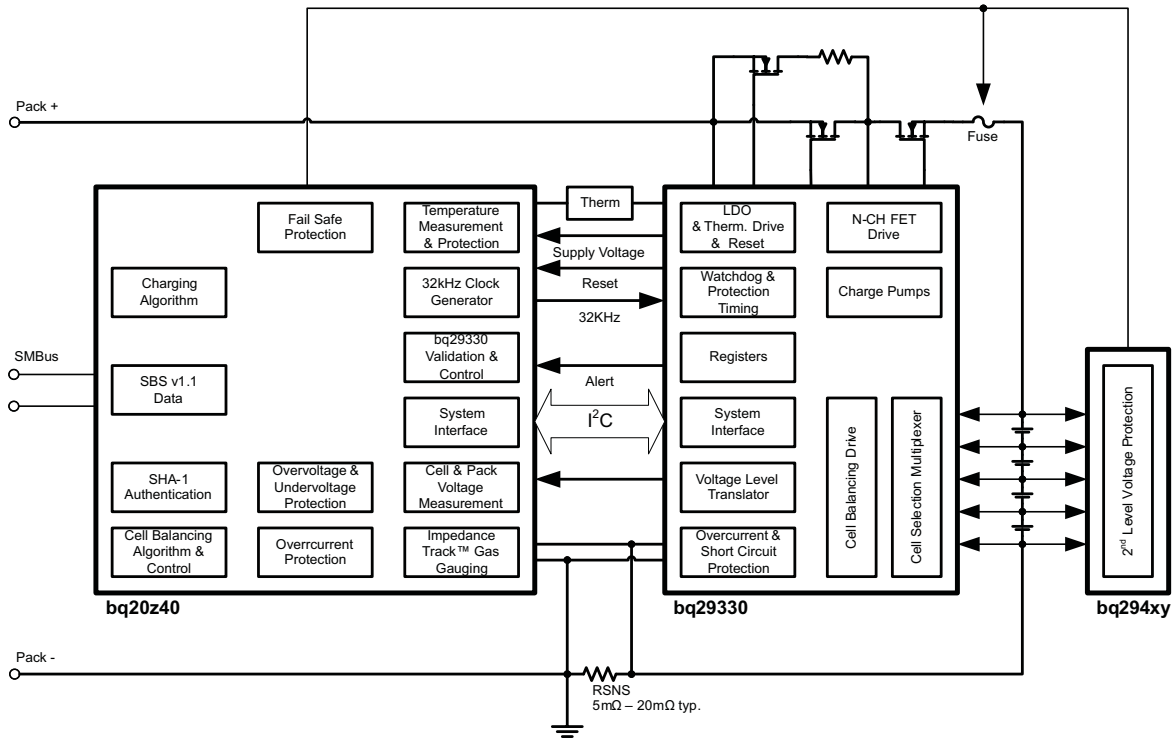 Pack +
Fuse
Therm
Fail Safe
Protection
Temperature
Measurement
& Protection
LDO
& Therm. Drive
& Reset
N-CH FET
Drive
Supply Voltage
Charging
Algorithm
32kHz Clock
Generator
Reset
32KHz
Watchdog &
Protection
Timing
Charge Pumps
SMBus
SBS v1.1
Data
bq29330
Validation &
Control
Alert
Registers
System
Interface
I²C
System
Interface
SHA-1
Authentication
Overvoltage &
Undervoltage
Protection
Cell & Pack
Voltage
Measurement
Voltage Level
Translator
Cell Balancing
Algorithm &
Control
Overrcurrent
Protection
Impedance
Track™ Gas
Gauging
Overcurrent &
Short Circuit
Protection
Cell Balancing Drive
Cell Selection Multiplexer
2nd Level Voltage Protection
bq20z40
bq29330
bq294xy
Pack -
RSNS
5mΩ – 20mΩ typ.